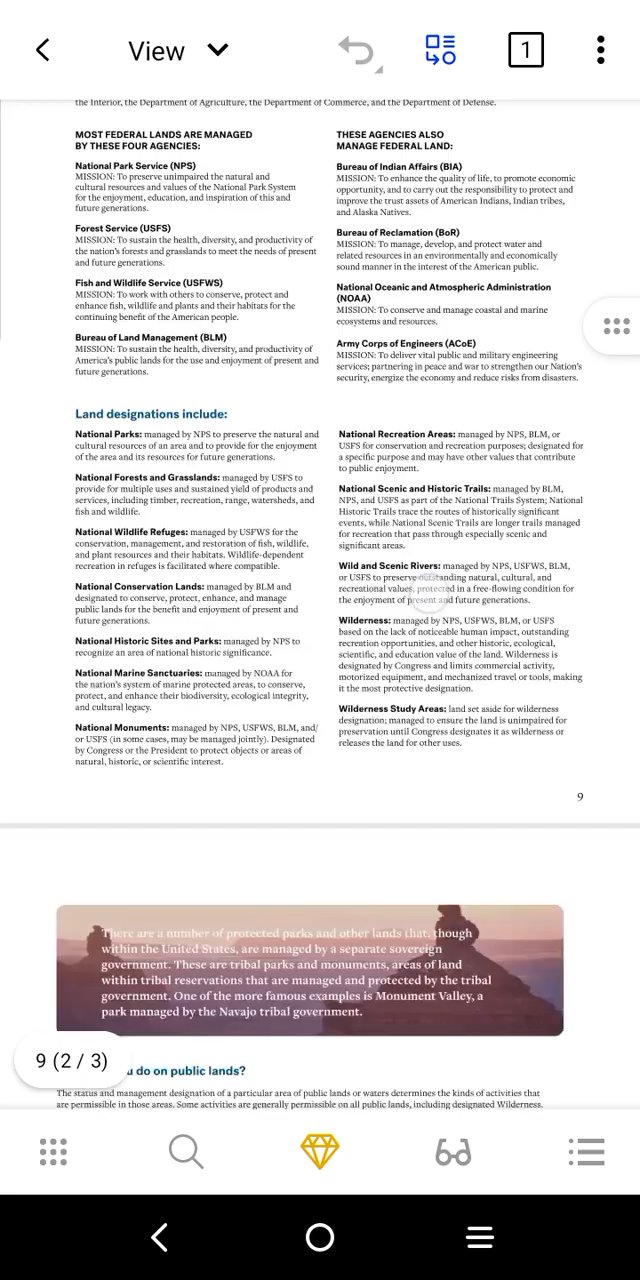 View
1
the Interior, the Department of Agriculture, the Department of Commerce, and the Department of Defense.
MOST FEDERAL LANDS ARE MANAGED
BY THESE FOUR AGENCIES:
National Park Service (NPS)
MISSION: To preserve unimpaired the natural and
cultural resources and values of the National Park System
for the enjoyment, education, and inspiration of this and
future generations.
Forest Service (USFS)
MISSION: To sustain the health, diversity, and productivity of
the nation's forests and grasslands to meet the needs of present
and future generations.
Fish and Wildlife Service (USFWS)
MISSION: To work with others to conserve, protect and
enhance fish, wildlife and plants and their habitats for the
continuing benefit of the American people.
Bureau of Land Management (BLM)
MISSION: To sustain the health, diversity, and productivity of
America's public lands for the use and enjoyment of present and
future generations.
THESE AGENCIES ALSO
MANAGE FEDERAL LAND:
Bureau of Indian Affairs (BIA)
MISSION: To enhance the quality of life, to promote economic
opportunity, and to carry out the responsibility to protect and
improve the trust assets of American Indians, Indian tribes,
and Alaska Natives.
Bureau of Reclamation (BoR)
MISSION: To manage, develop, and protect water and
related resources in an environmentally and economically
sound manner in the interest of the American public.
National Oceanic and Atmospheric Administration
(NOAA)
MISSION: To conserve and manage coastal and marine
ecosystems and resources.
Army Corps of Engineers (ACoE)
MISSION: To deliver vital public and military engineering
services; partnering in peace and war to strengthen our Nation's
security, energize the economy and reduce risks from disasters.
Land designations include:
National Parks: managed by NPS to preserve the natural and
cultural resources of an area and to provide for the enjoyment
of the area and its resources for future generations.
National Forests and Grasslands: managed by USFS to
provide for multiple uses and sustained yield of products and
services, including timber, recreation, range, watersheds, and
fish and wildlife.
National Wildlife Refuges: managed by USFWS for the
conservation, management, and restoration of fish, wildlife,
and plant resources and their habitats. Wildlife-dependent
recreation in refuges is facilitated where compatible.
National Conservation Lands: managed by BLM and
designated to conserve, protect, enhance, and manage
public lands for the benefit and enjoyment of present and
future generations.
National Historic Sites and Parks: managed by NPS to
recognize an area of national historic significance.
National Marine Sanctuaries: managed by NOAA for
the nation's system of marine protected areas, to conserve,
protect, and enhance their biodiversity, ecological integrity,
and cultural legacy.
National Monuments: managed by NPS, USFWS, BLM, and/
or USFS (in some cases, may be managed jointly). Designated
by Congress or the President to protect objects or areas of
natural, historic, or scientific interest.
National Recreation Areas: managed by NPS, BLM, or
USFS for conservation and recreation purposes; designated for
a specific purpose and may have other values that contribute
to public enjoyment.
National Scenic and Historic Trails: managed by BLM,
NPS, and USFS as part of the National Trails System; National
Historic Trails trace the routes of historically significant
events, while National Scenic Trails are longer trails managed
for recreation that pass through especially scenic and
significant areas.
Wild and Scenic Rivers: managed by NPS, USFWS, BLM,
or USFS to preserve outstanding natural, cultural, and
recreational values, protected in a free-flowing condition for
the enjoyment of present and future generations.
Wilderness: managed by NPS, USFWS, BLM, or USFS
based on the lack of noticeable human impact, outstanding
recreation opportunities, and other historic, ecological,
scientific, and education value of the land. Wilderness is
designated by Congress and limits commercial activity,
motorized equipment, and mechanized travel or tools, making
it the most protective designation.
Wilderness Study Areas: land set aside for wilderness
designation; managed to ensure the land is unimpaired for
preservation until Congress designates it as wilderness or
releases the land for other uses.
9
There are a number of protected parks and other lands that, though
within the United States, are managed by a separate sovereign
government. These are tribal parks and monuments, areas of land
within tribal reservations that are managed and protected by the tribal
government. One of the more famous examples is Monument Valley, a
park managed by the Navajo tribal government.
9 (2 / 3)
u do on public lands?
The status and management designation of a particular area of public lands or waters determines the kinds of activities that
are permissible in those areas. Some activities are generally permissible on all public lands, including designated Wilderness.